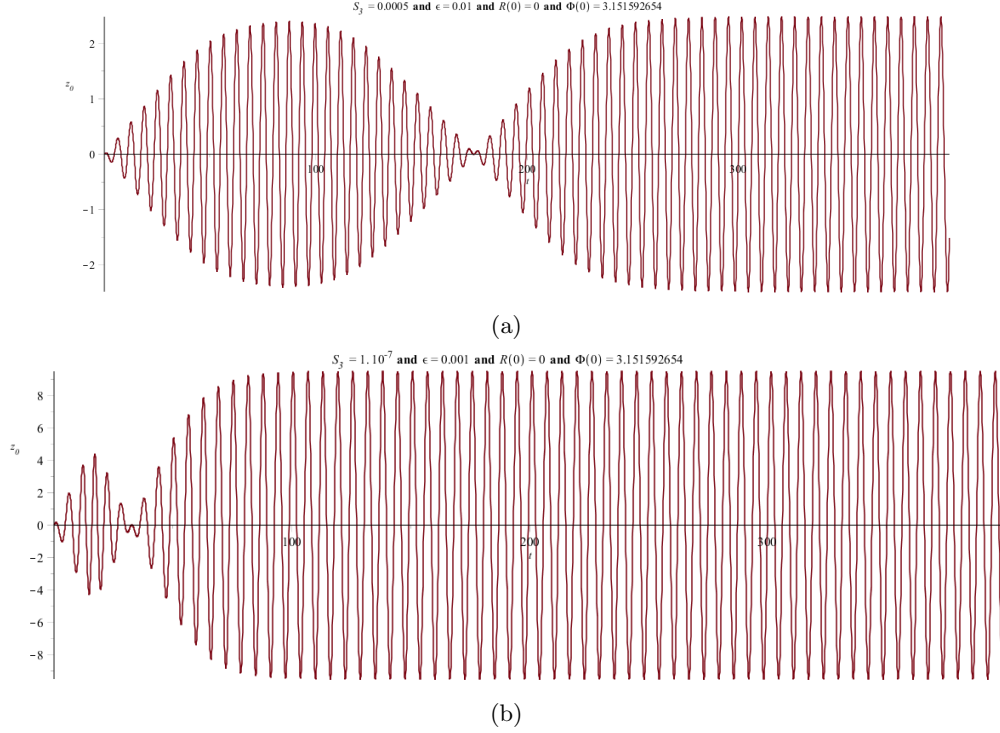 S₃ = 0.0005 and ϵ = 0.01 and R(0) = 0 and Φ(0) = 3.151592654
2
z₀
1
0
100
200
300
t
−1
−2
(a)
S₃ = 1. 10⁻⁷ and ϵ = 0.001 and R(0) = 0 and Φ(0) = 3.151592654
8
6
z₀
4
2
0
100
200
300
t
−2
−4
−6
−8
(b)